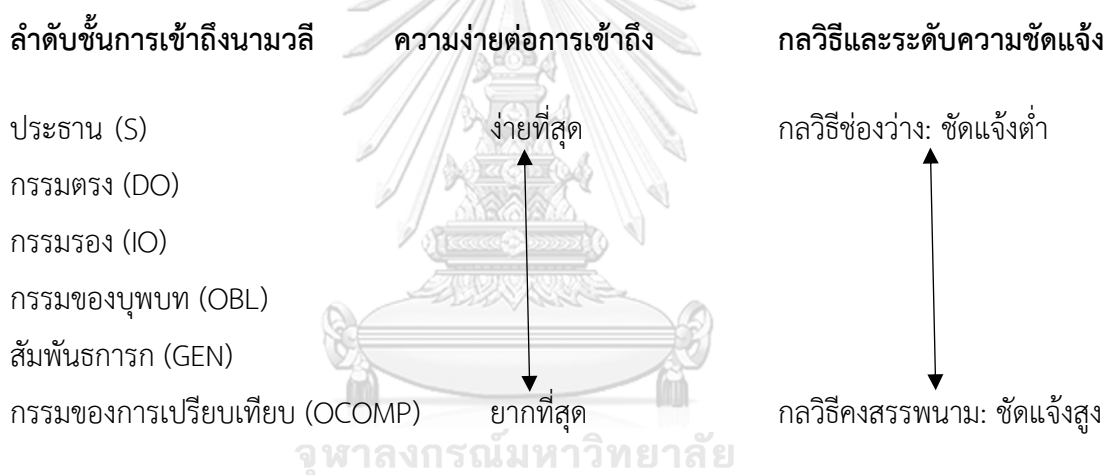 ลำดับชั้นการเข้าถึงนามวลี ความง่ายต่อการเข้าถึง กลวิธีและระดับความชัดแจ้ง
ประธาน (S) ง่ายที่สุด กลวิธีช่องว่าง: ชัดแจ้งต่ำ
กรรมตรง (DO)
กรรมรอง (IO)
กรรมของบุพบท (OBL)
สัมพันธการก (GEN)
กรรมของการเปรียบเทียบ (OCOMP) ยากที่สุด กลวิธีคงสรรพนาม: ชัดแจ้งสูง
จุฬาลงกรณ์มหาวิทยาลัย